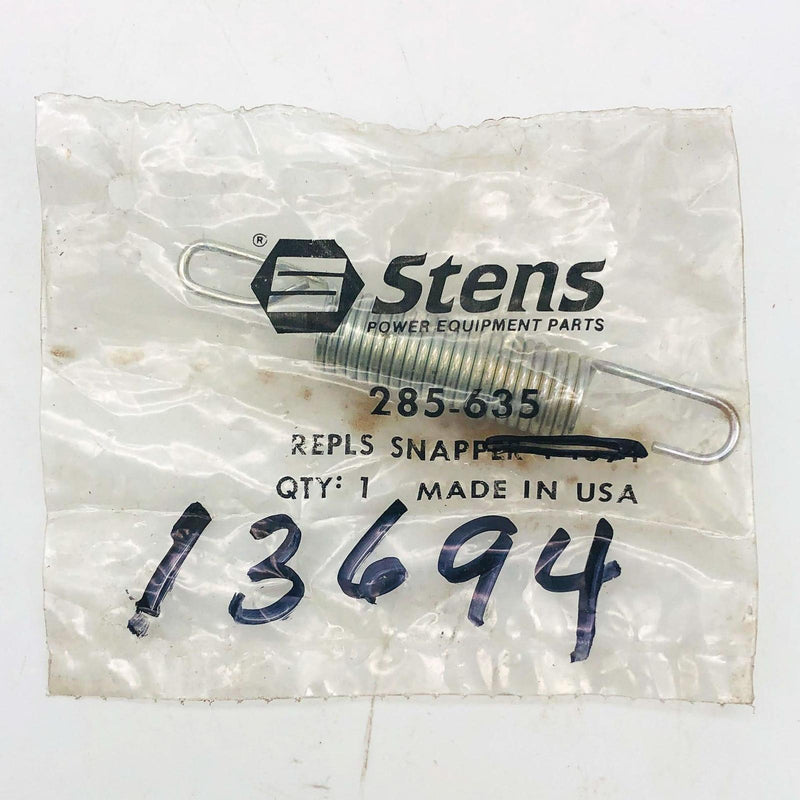 ® Stens
POWER EQUIPMENT PARTS
285-635
REPLS SNAPPER
QTY: 1 MADE IN USA
13694